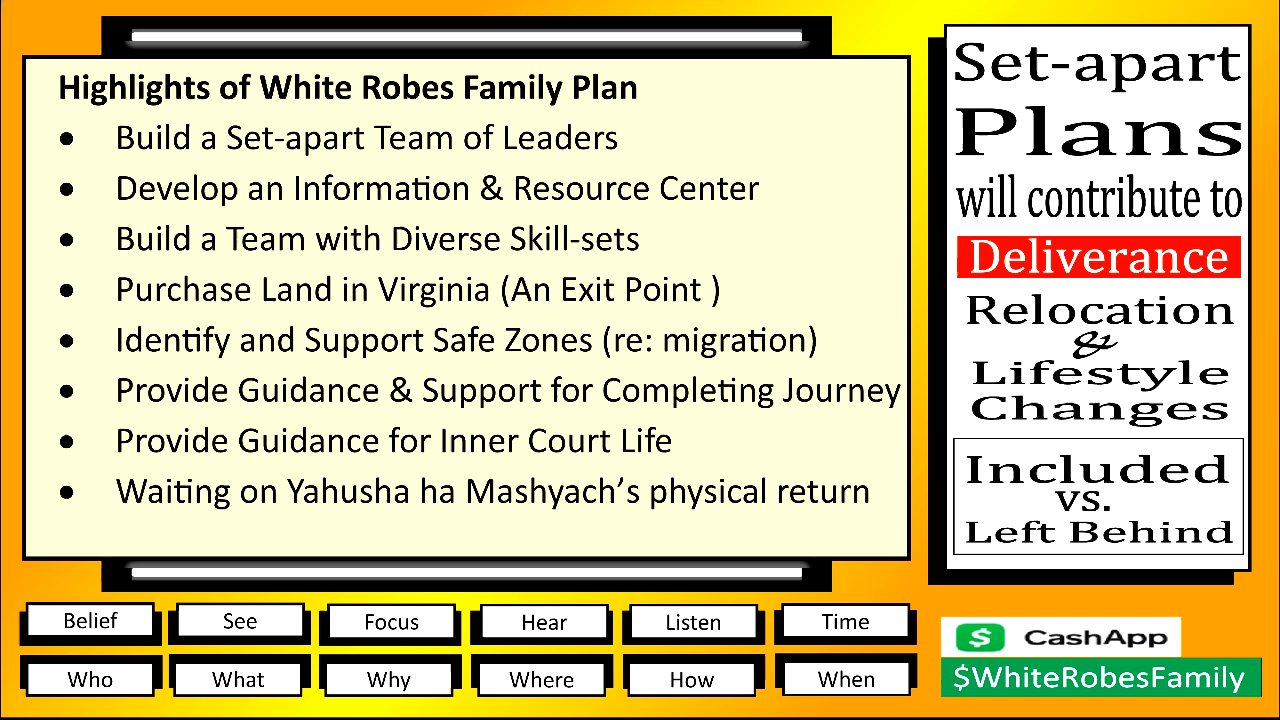 Highlights of White Robes Family Plan
• Build a Set-apart Team of Leaders
• Develop an Information & Resource Center
• Build a Team with Diverse Skill-sets
• Purchase Land in Virginia (An Exit Point )
• Identify and Support Safe Zones (re: migration)
• Provide Guidance & Support for Completing Journey
• Provide Guidance for Inner Court Life
• Waiting on Yahusha ha Mashyach’s physical return
Set-apart
Plans
will contribute to
Deliverance
Relocation
&
Lifestyle
Changes
Included
vs.
Left Behind
Belief
See
Focus
Hear
Listen
Time
Who
What
Why
Where
How
When
$ CashApp
$WhiteRobesFamily